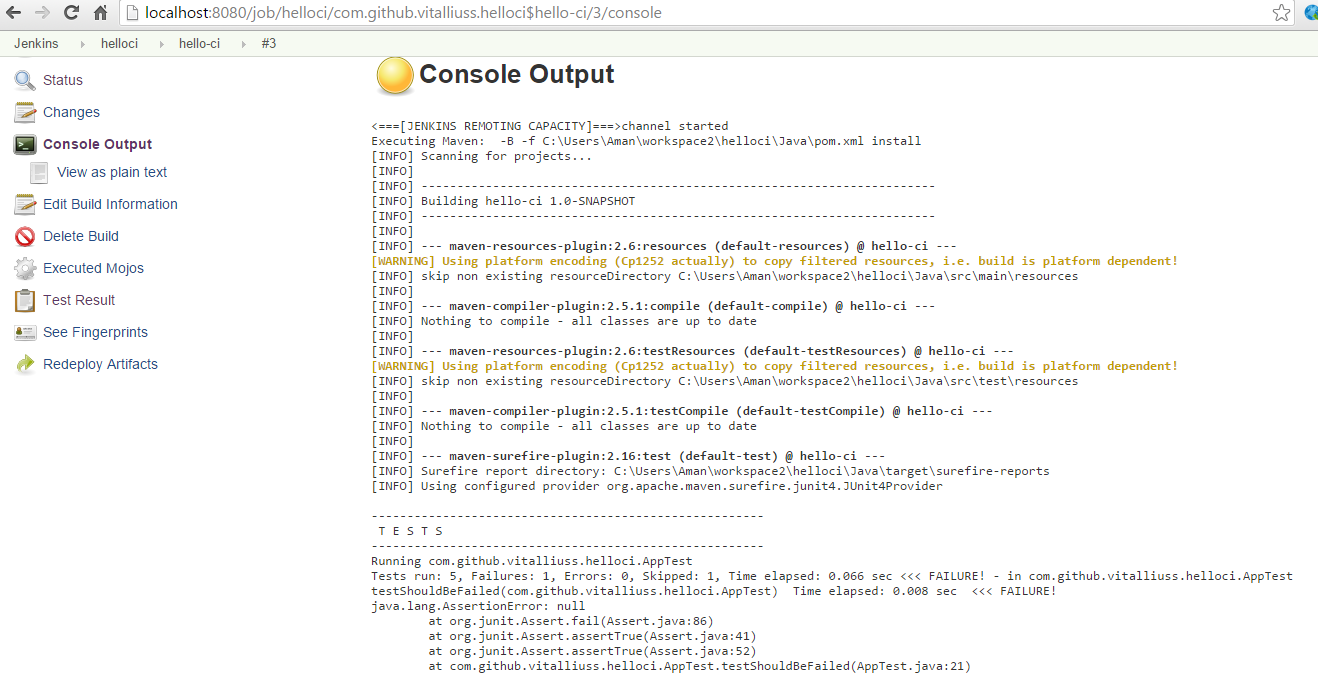 localhost:8080/job/helloci/com.github.vitalliuss.helloci$hello-ci/3/console
Jenkins helloci hello-ci #3
Status
Changes
Console Output
View as plain text
Edit Build Information
Delete Build
Executed Mojos
Test Result
See Fingerprints
Redeploy Artifacts
Console Output
<===[JENKINS REMOTING CAPACITY]===>channel started
Executing Maven:  -B -f C:\Users\Aman\workspace2\helloci\Java\pom.xml install
[INFO] Scanning for projects...
[INFO]
[INFO] ------------------------------------------------------------------------
[INFO] Building hello-ci 1.0-SNAPSHOT
[INFO] ------------------------------------------------------------------------
[INFO]
[INFO] --- maven-resources-plugin:2.6:resources (default-resources) @ hello-ci ---
[WARNING] Using platform encoding (Cp1252 actually) to copy filtered resources, i.e. build is platform dependent!
[INFO] skip non existing resourceDirectory C:\Users\Aman\workspace2\helloci\Java\src\main\resources
[INFO]
[INFO] --- maven-compiler-plugin:2.5.1:compile (default-compile) @ hello-ci ---
[INFO] Nothing to compile - all classes are up to date
[INFO]
[INFO] --- maven-resources-plugin:2.6:testResources (default-testResources) @ hello-ci ---
[WARNING] Using platform encoding (Cp1252 actually) to copy filtered resources, i.e. build is platform dependent!
[INFO] skip non existing resourceDirectory C:\Users\Aman\workspace2\helloci\Java\src\test\resources
[INFO]
[INFO] --- maven-compiler-plugin:2.5.1:testCompile (default-testCompile) @ hello-ci ---
[INFO] Nothing to compile - all classes are up to date
[INFO]
[INFO] --- maven-surefire-plugin:2.16:test (default-test) @ hello-ci ---
[INFO] Surefire report directory: C:\Users\Aman\workspace2\helloci\Java\target\surefire-reports
[INFO] Using configured provider org.apache.maven.surefire.junit4.JUnit4Provider
-------------------------------------------------------
T E S T S
-------------------------------------------------------
Running com.github.vitalliuss.helloci.AppTest
Tests run: 5, Failures: 1, Errors: 0, Skipped: 1, Time elapsed: 0.066 sec <<< FAILURE! - in com.github.vitalliuss.helloci.AppTest
testShouldBeFailed(com.github.vitalliuss.helloci.AppTest)  Time elapsed: 0.008 sec  <<< FAILURE!
java.lang.AssertionError: null
at org.junit.Assert.fail(Assert.java:86)
at org.junit.Assert.assertTrue(Assert.java:41)
at org.junit.Assert.assertTrue(Assert.java:52)
at com.github.vitalliuss.helloci.AppTest.testShouldBeFailed(AppTest.java:21)